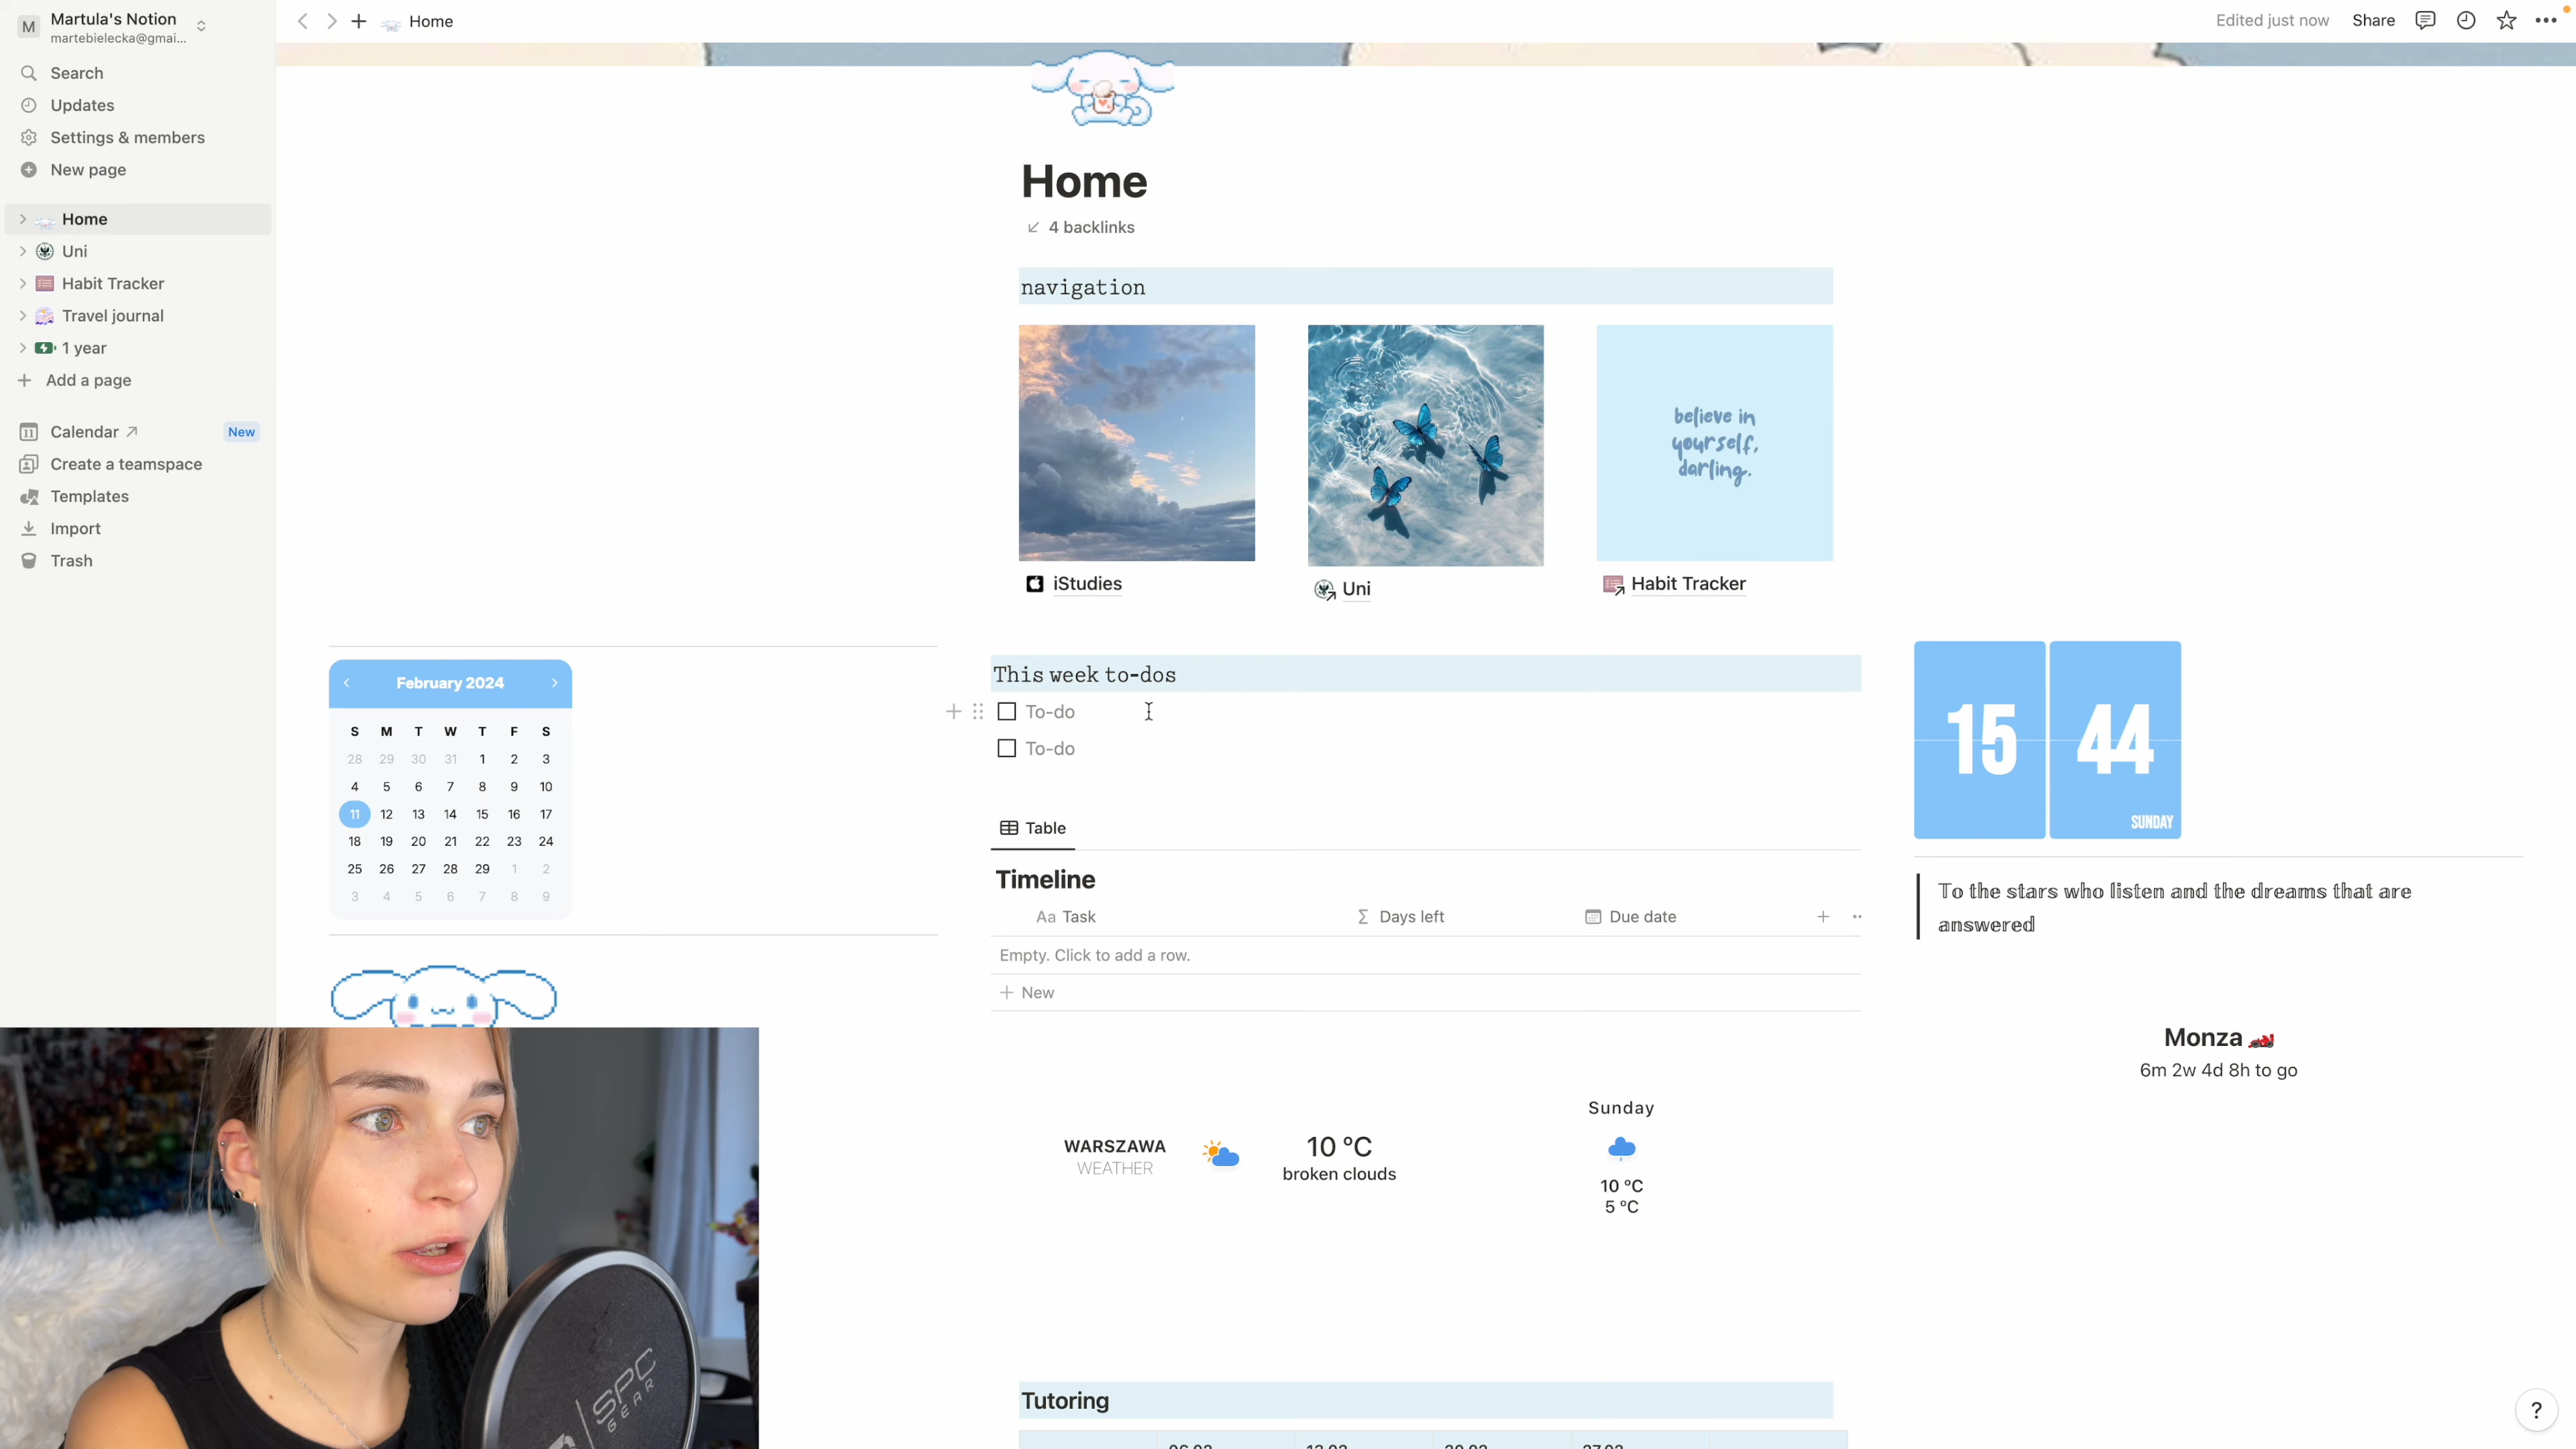 M
Martula's Notion
martebielecka@gmai...
Search
Updates
Settings & members
New page
Home
Uni
Habit Tracker
Travel journal
1 year
Add a page
Calendar
New
Create a teamspace
Templates
Import
Trash
Home
Edited just now
Share
Home
4 backlinks
navigation
believe in
yourself,
darling.
iStudies
Uni
Habit Tracker
February 2024
S M T W T F S
28 29 30 31 1 2 3
4 5 6 7 8 9 10
11 12 13 14 15 16 17
18 19 20 21 22 23 24
25 26 27 28 29 1 2
3 4 5 6 7 8 9
This week to-dos
To-do
To-do
Table
Timeline
Aa Task
Σ Days left
Due date
Empty. Click to add a row.
New
15 44
SUNDAY
To the stars who listen and the dreams that are
answered
Monza
6m 2w 4d 8h to go
WARSZAWA
WEATHER
10 °C
broken clouds
Sunday
10 °C
5 °C
Tutoring
SPC
GEAR
?